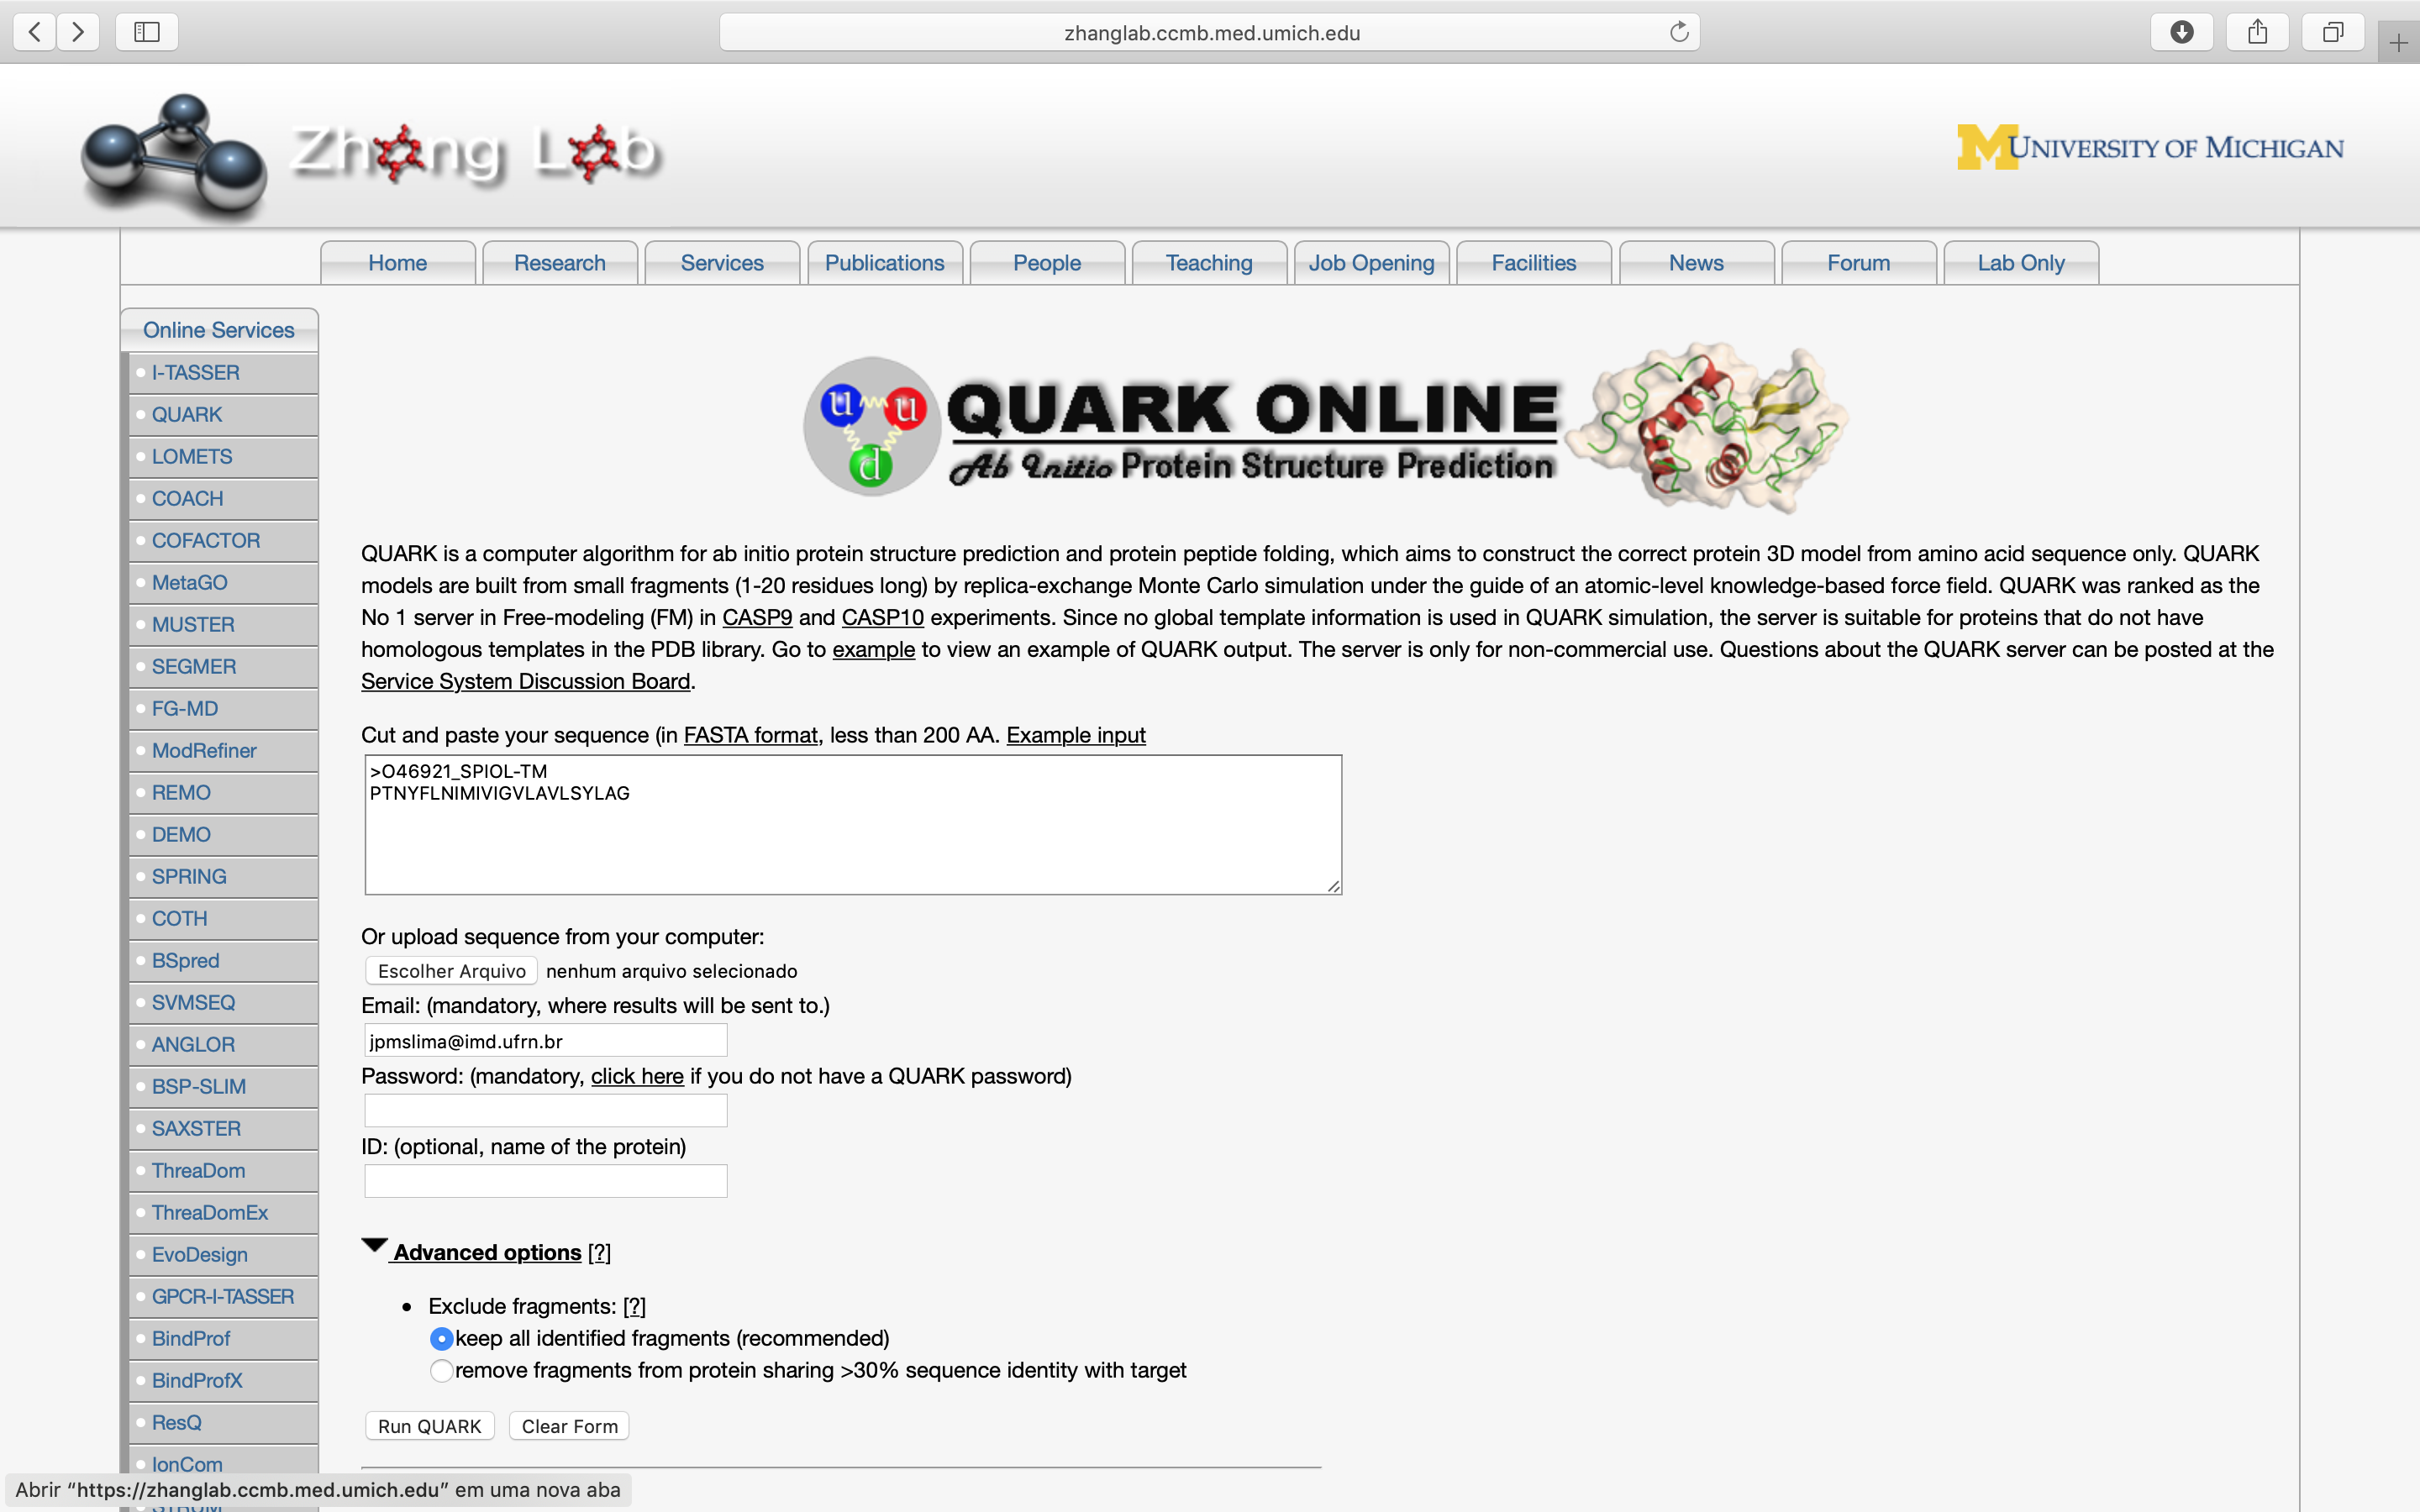 zhanglab.ccmb.med.umich.edu
Zhang Lab
M UNIVERSITY OF MICHIGAN
Home Research Services Publications People Teaching Job Opening Facilities News Forum Lab Only
Online Services
I-TASSER
QUARK
LOMETS
COACH
COFACTOR
MetaGO
MUSTER
SEGMER
FG-MD
ModRefiner
REMO
DEMO
SPRING
COTH
BSpred
SVMSEQ
ANGLOR
BSP-SLIM
SAXSTER
ThreaDom
ThreaDomEx
EvoDesign
GPCR-I-TASSER
BindProf
BindProfX
ResQ
IonCom
STRUM
u u d
QUARK ONLINE
Ab Initio Protein Structure Prediction
QUARK is a computer algorithm for ab initio protein structure prediction and protein peptide folding, which aims to construct the correct protein 3D model from amino acid sequence only. QUARK
models are built from small fragments (1-20 residues long) by replica-exchange Monte Carlo simulation under the guide of an atomic-level knowledge-based force field. QUARK was ranked as the
No 1 server in Free-modeling (FM) in CASP9 and CASP10 experiments. Since no global template information is used in QUARK simulation, the server is suitable for proteins that do not have
homologous templates in the PDB library. Go to example to view an example of QUARK output. The server is only for non-commercial use. Questions about the QUARK server can be posted at the
Service System Discussion Board.
Cut and paste your sequence (in FASTA format, less than 200 AA. Example input
>O46921_SPIOL-TM
PTNYFLNIMIVIGVLAVLSYLAG
Or upload sequence from your computer:
Escolher Arquivo nenhum arquivo selecionado
Email: (mandatory, where results will be sent to.)
jpmslima@imd.ufrn.br
Password: (mandatory, click here if you do not have a QUARK password)
ID: (optional, name of the protein)
Advanced options [?]
Exclude fragments: [?]
keep all identified fragments (recommended)
remove fragments from protein sharing >30% sequence identity with target
Run QUARK Clear Form
Abrir “https://zhanglab.ccmb.med.umich.edu” em uma nova aba